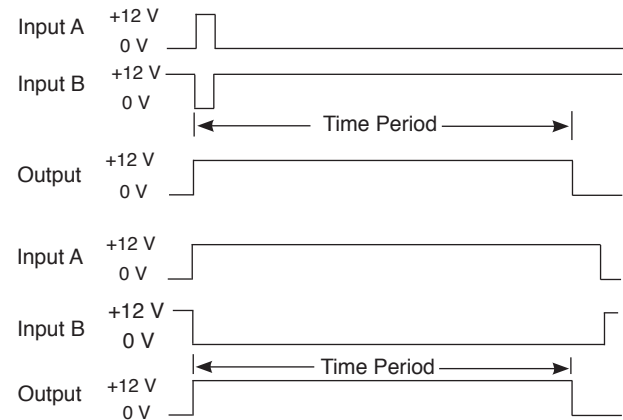 Input A +12 V
0 V
Input B +12 V
0 V
Time Period
Output +12 V
0 V
Input A +12 V
0 V
Input B +12 V
0 V
Time Period
Output +12 V
0 V